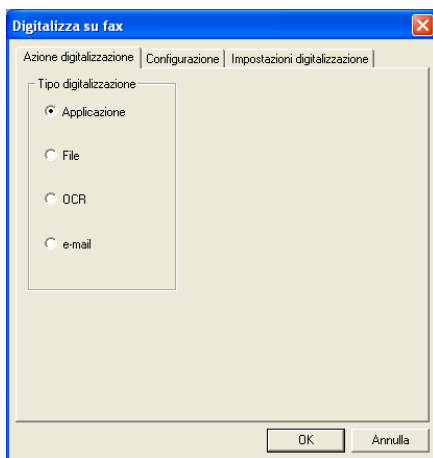 Digitalizza su fax
Azione digitalizzazione Configurazione Impostazioni digitalizzazione
Tipo digitalizzazione
Applicazione
File
OCR
e-mail
OK Annulla